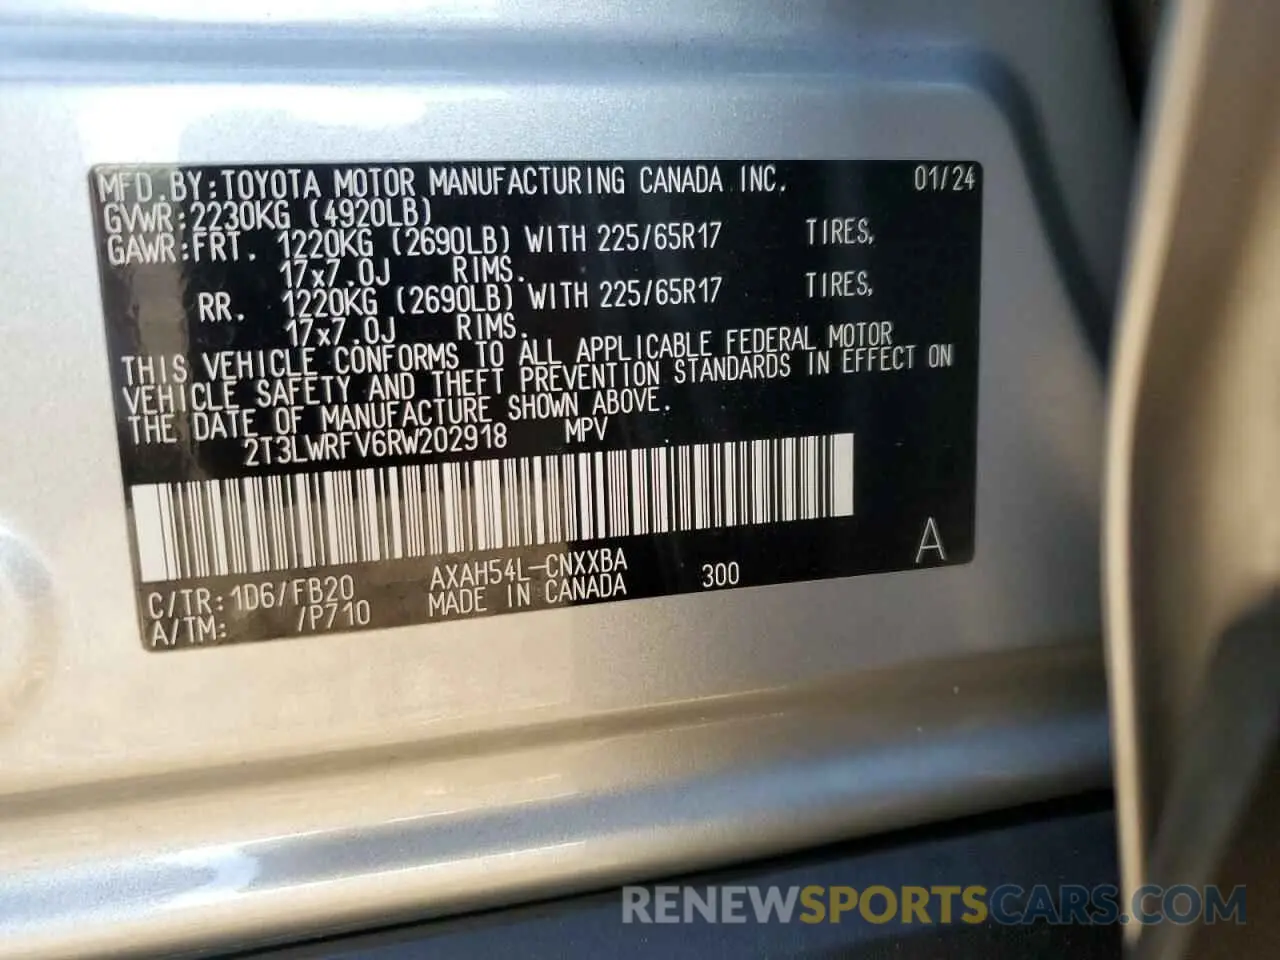 MFD.BY:TOYOTA MOTOR MANUFACTURING CANADA INC. 01/24
GVWR:2230KG (4920LB)
GAWR:FRT. 1220KG (2690LB) WITH 225/65R17 TIRES,
17x7.0J RIMS.
RR. 1220KG (2690LB) WITH 225/65R17 TIRES,
17x7.0J RIMS.
THIS VEHICLE CONFORMS TO ALL APPLICABLE FEDERAL MOTOR
VEHICLE SAFETY AND THEFT PREVENTION STANDARDS IN EFFECT ON
THE DATE OF MANUFACTURE SHOWN ABOVE.
2T3LWRFV6RW202918 MPV
C/TR:1D6/FB20 AXAH54L-CNXXBA 300 A
A/TM: /P710 MADE IN CANADA
RENEWSPORTSCARS.COM